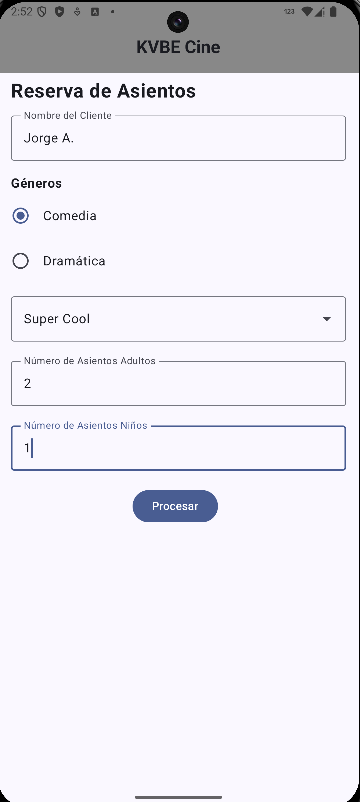 2:52
123
KVBE Cine
Reserva de Asientos
Nombre del Cliente
Jorge A.
Géneros
Comedia
Dramática
Super Cool
Número de Asientos Adultos
2
Número de Asientos Niños
1
Procesar